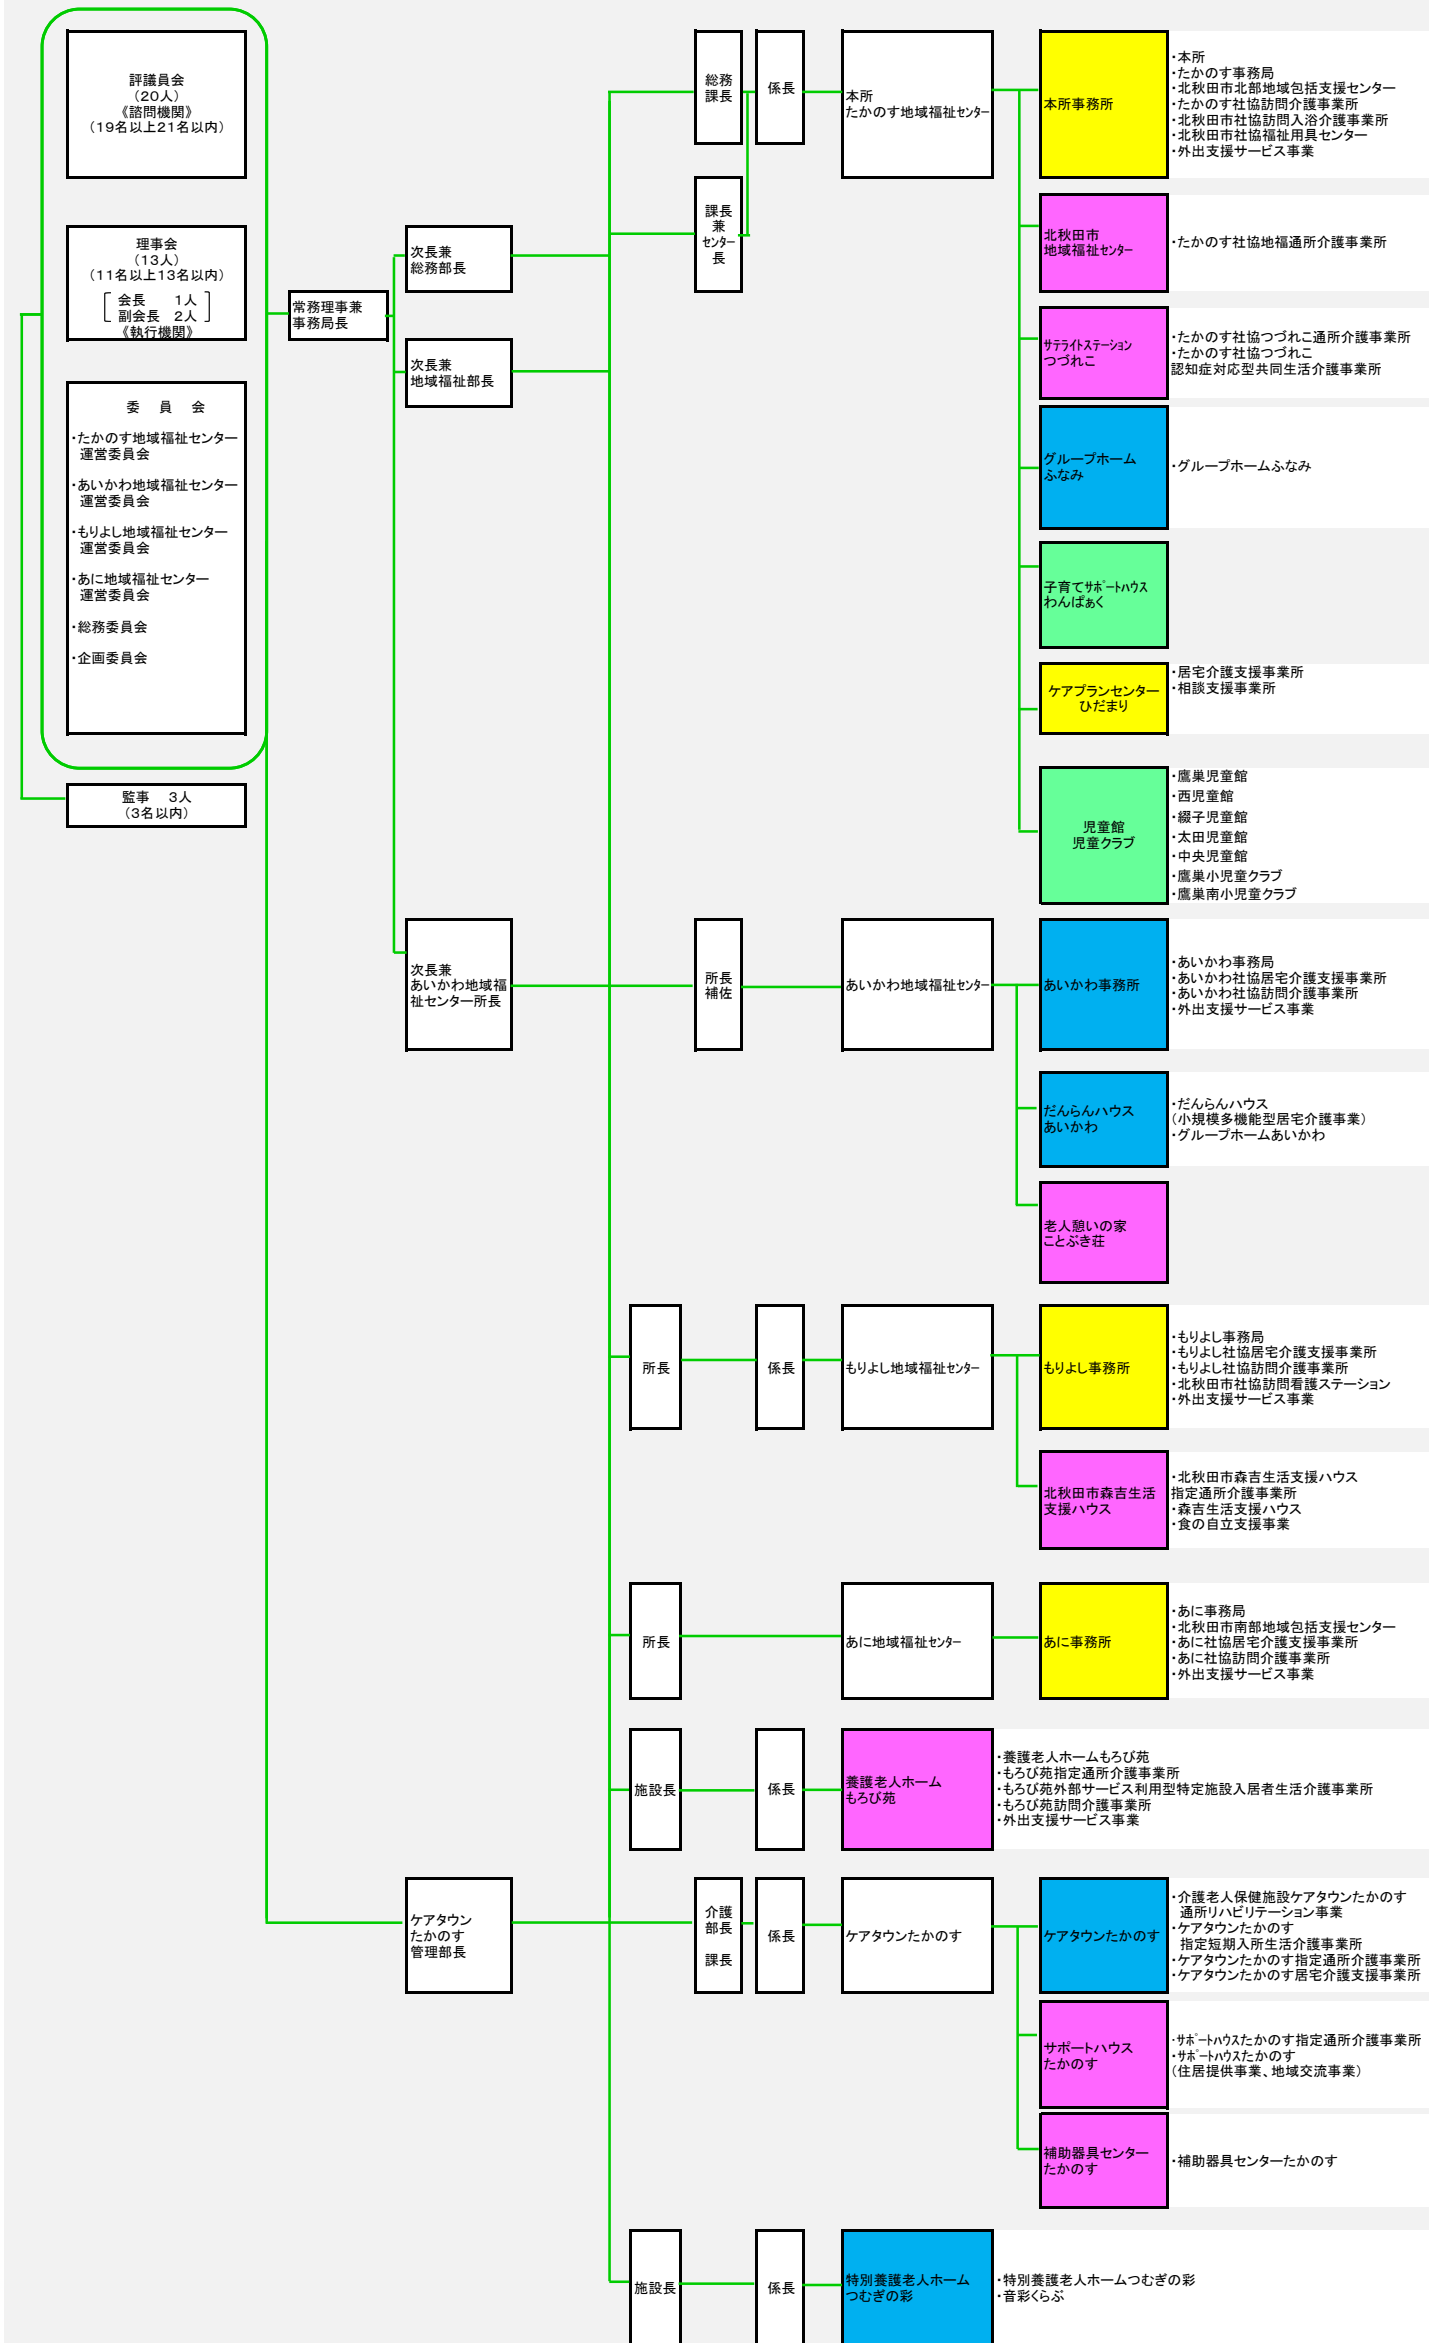 評議員会
(20人)
《諮問機関》
(19名以上21名以内)
理事会
(13人)
(11名以上13名以内)
会長　1人
副会長　2人
《執行機関》
委　員　会
・たかのす地域福祉センター
運営委員会
・あいかわ地域福祉センター
運営委員会
・もりよし地域福祉センター
運営委員会
・あに地域福祉センター
運営委員会
・総務委員会
・企画委員会
監事　3人
(3名以内)
常務理事兼
事務局長
次長兼
総務部長
次長兼
地域福祉部長
総務
課長
課長
兼
センター
長
係長
本所
たかのす地域福祉センター
本所事務所
・本所
・たかのす事務局
・北秋田市北部地域包括支援センター
・たかのす社協訪問介護事業所
・北秋田市社協訪問入浴介護事業所
・北秋田市社協福祉用具センター
・外出支援サービス事業
北秋田市
地域福祉センター
・たかのす社協地福通所介護事業所
サテライトステーション
つづれこ
・たかのす社協つづれこ通所介護事業所
・たかのす社協つづれこ
認知症対応型共同生活介護事業所
グループホーム
ふなみ
・グループホームふなみ
子育てサポートハウス
わんぱぁく
ケアプランセンター
ひだまり
・居宅介護支援事業所
・相談支援事業所
児童館
児童クラブ
・鷹巣児童館
・西児童館
・綴子児童館
・太田児童館
・中央児童館
・鷹巣小児童クラブ
・鷹巣南小児童クラブ
次長兼
あいかわ地域福
祉センター所長
所長
補佐
あいかわ地域福祉センター
あいかわ事務所
・あいかわ事務局
・あいかわ社協居宅介護支援事業所
・あいかわ社協訪問介護事業所
・外出支援サービス事業
だんらんハウス
あいかわ
・だんらんハウス
(小規模多機能型居宅介護事業)
・グループホームあいかわ
老人憩いの家
ことぶき荘
所長
係長
もりよし地域福祉センター
もりよし事務所
・もりよし事務局
・もりよし社協居宅介護支援事業所
・もりよし社協訪問介護事業所
・北秋田市社協訪問看護ステーション
・外出支援サービス事業
北秋田市森吉生活
支援ハウス
・北秋田市森吉生活支援ハウス
指定通所介護事業所
・森吉生活支援ハウス
・食の自立支援事業
所長
あに地域福祉センター
あに事務所
・あに事務局
・北秋田市南部地域包括支援センター
・あに社協居宅介護支援事業所
・あに社協訪問介護事業所
・外出支援サービス事業
施設長
係長
養護老人ホーム
もろび苑
・養護老人ホームもろび苑
・もろび苑指定通所介護事業所
・もろび苑外部サービス利用型特定施設入居者生活介護事業所
・もろび苑訪問介護事業所
・外出支援サービス事業
ケアタウン
たかのす
管理部長
介護
部長
課長
係長
ケアタウンたかのす
ケアタウンたかのす
・介護老人保健施設ケアタウンたかのす
通所リハビリテーション事業
・ケアタウンたかのす
指定短期入所生活介護事業所
・ケアタウンたかのす指定通所介護事業所
・ケアタウンたかのす居宅介護支援事業所
サポートハウス
たかのす
・サポートハウスたかのす指定通所介護事業所
・サポートハウスたかのす
(住居提供事業、地域交流事業)
補助器具センター
たかのす
・補助器具センターたかのす
施設長
係長
特別養護老人ホーム
つむぎの彩
・特別養護老人ホームつむぎの彩
・音彩くらぶ